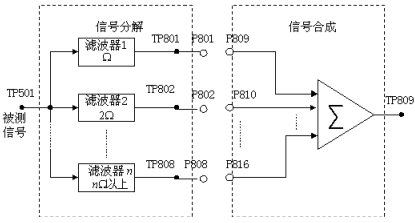 信号分解
信号合成
滤波器1
Ω
TP801
P801
P809
TP501
被测
信号
滤波器2
2Ω
TP802
P802
P810
Σ
TP809
滤波器n
nΩ以上
TP808
P808
P816